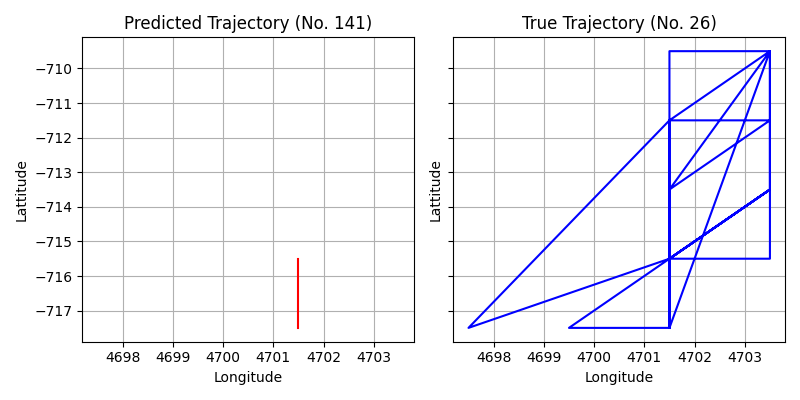 Predicted Trajectory (No. 141)
True Trajectory (No. 26)
Lattitude
−710
−711
−712
−713
−714
−715
−716
−717
4698 4699 4700 4701 4702 4703
Longitude
Lattitude
4698 4699 4700 4701 4702 4703
Longitude